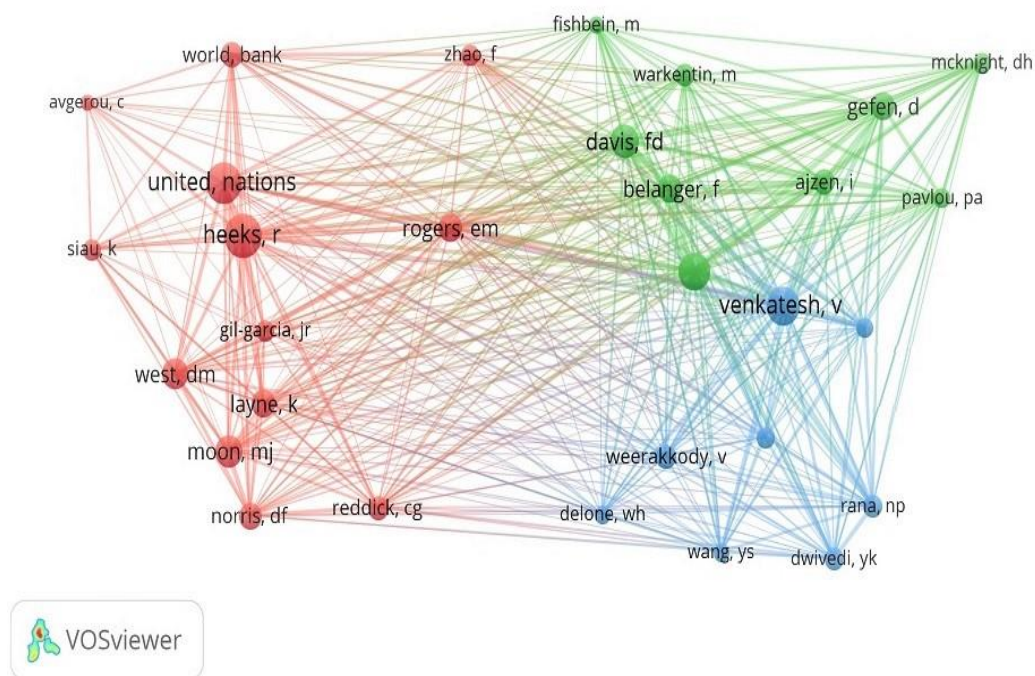 fishbein, m
world, bank
zhao, f
mcknight, dh
warkentin, m
avgerou, c
gefen, d
davis, fd
united, nations
belanger, f
ajzen, i
pavlou, pa
heeks, r
rogers, em
siau, k
venkatesh, v
gil-garcia, jr
west, dm
layne, k
moon, mj
weerakkody, v
norris, df
reddick, cg
delone, wh
rana, np
wang, ys
dwivedi, yk
VOSviewer